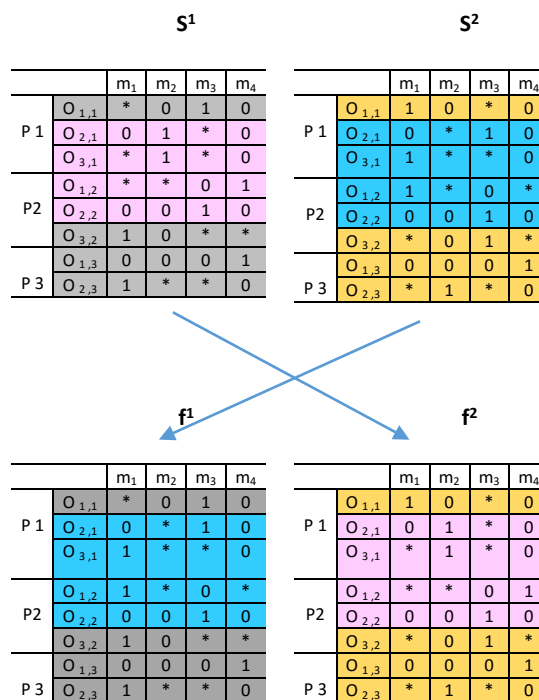 S¹ S²
m₁ m₂ m₃ m₄ m₁ m₂ m₃ m₄
P 1 O 1,1 * 0 1 0 P 1 O 1,1 1 0 * 0
O 2,1 0 1 * 0 O 2,1 0 * 1 0
O 3,1 * 1 * 0 O 3,1 1 * * 0
P2 O 1,2 * * 0 1 P2 O 1,2 1 * 0 *
O 2,2 0 0 1 0 O 2,2 0 0 1 0
O 3,2 1 0 * * O 3,2 * 0 1 *
P 3 O 1,3 0 0 0 1 P 3 O 1,3 0 0 0 1
O 2,3 1 * * 0 O 2,3 * 1 * 0
f¹ f²
m₁ m₂ m₃ m₄ m₁ m₂ m₃ m₄
P 1 O 1,1 * 0 1 0 P 1 O 1,1 1 0 * 0
O 2,1 0 * 1 0 O 2,1 0 1 * 0
O 3,1 1 * * 0 O 3,1 * 1 * 0
P2 O 1,2 1 * 0 * P2 O 1,2 * * 0 1
O 2,2 0 0 1 0 O 2,2 0 0 1 0
O 3,2 1 0 * * O 3,2 * 0 1 *
P 3 O 1,3 0 0 0 1 P 3 O 1,3 0 0 0 1
O 2,3 1 * * 0 O 2,3 * 1 * 0